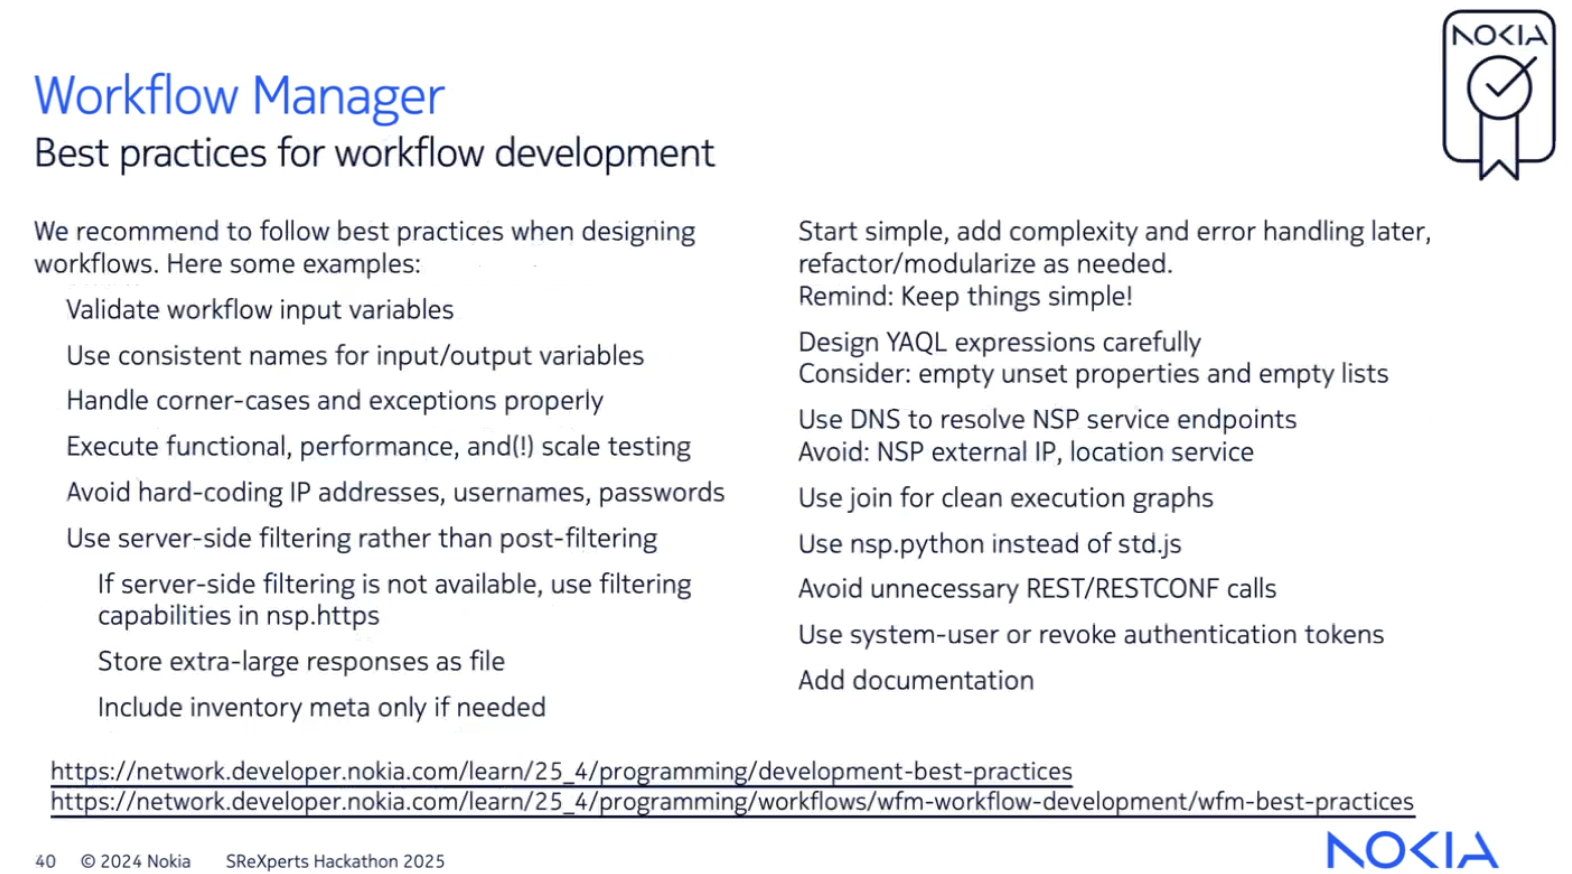 NOKIA
Workflow Manager
Best practices for workflow development
We recommend to follow best practices when designing
workflows. Here some examples:
Validate workflow input variables
Use consistent names for input/output variables
Handle corner-cases and exceptions properly
Execute functional, performance, and(!) scale testing
Avoid hard-coding IP addresses, usernames, passwords
Use server-side filtering rather than post-filtering
If server-side filtering is not available, use filtering
capabilities in nsp.https
Store extra-large responses as file
Include inventory meta only if needed
Start simple, add complexity and error handling later,
refactor/modularize as needed.
Remind: Keep things simple!
Design YAQL expressions carefully
Consider: empty unset properties and empty lists
Use DNS to resolve NSP service endpoints
Avoid: NSP external IP, location service
Use join for clean execution graphs
Use nsp.python instead of std.js
Avoid unnecessary REST/RESTCONF calls
Use system-user or revoke authentication tokens
Add documentation
https://network.developer.nokia.com/learn/25_4/programming/development-best-practices
https://network.developer.nokia.com/learn/25_4/programming/workflows/wfm-workflow-development/wfm-best-practices
40 © 2024 Nokia SReXperts Hackathon 2025
NOKIA